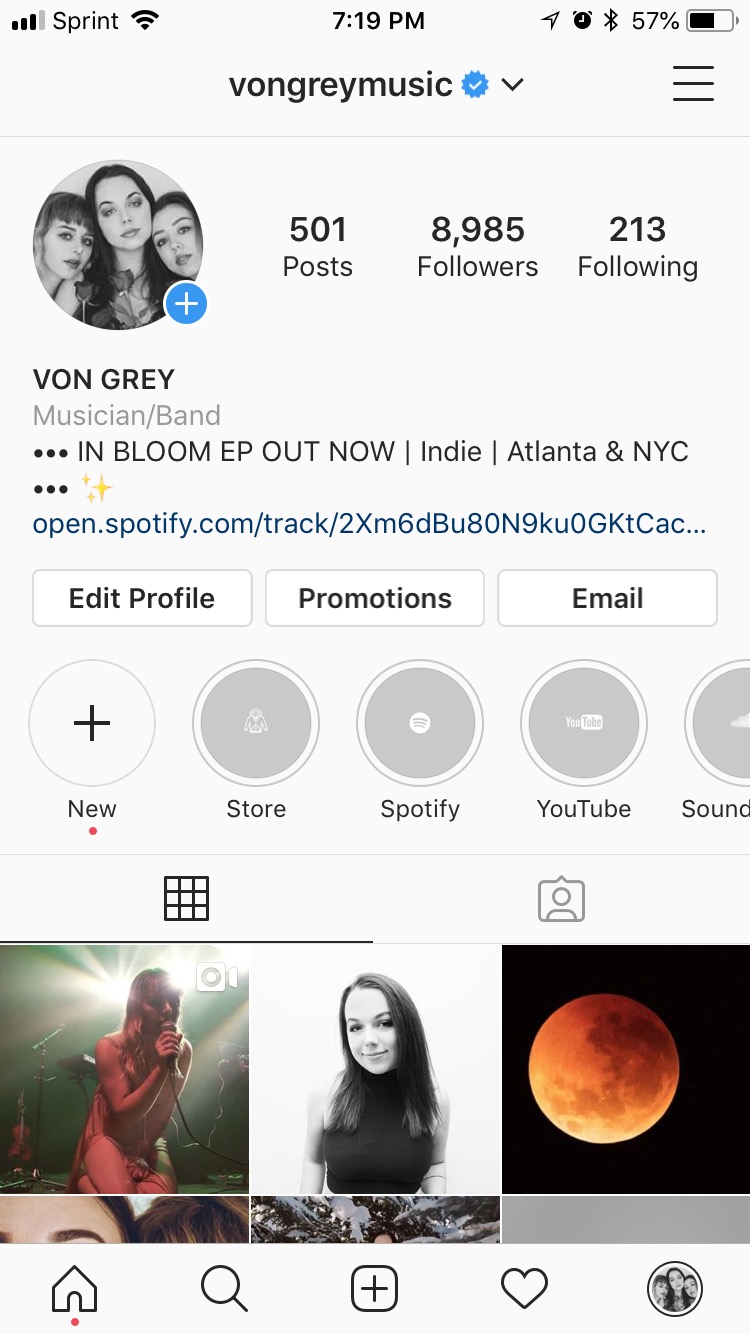 Sprint 7:19 PM 57%
vongreymusic
501 8,985 213
Posts Followers Following
VON GREY
Musician/Band
••• IN BLOOM EP OUT NOW | Indie | Atlanta & NYC
••• ✨
open.spotify.com/track/2Xm6dBu80N9ku0GKtCac...
Edit Profile Promotions Email
You Tube
New Store Spotify YouTube Sound